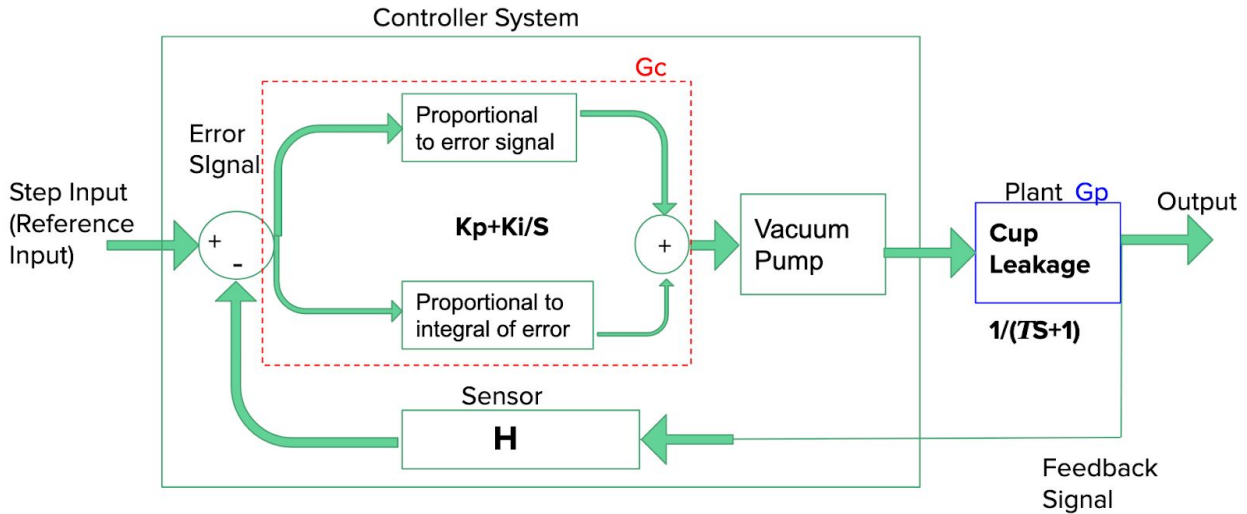 Controller System
Gc
Error
SIgnal
Proportional
to error signal
Step Input
(Reference
Input)
+
-
Kp+Ki/S
+
Proportional to
integral of error
Vacuum
Pump
Plant Gp
Cup
Leakage
1/(TS+1)
Output
Sensor
H
Feedback
Signal